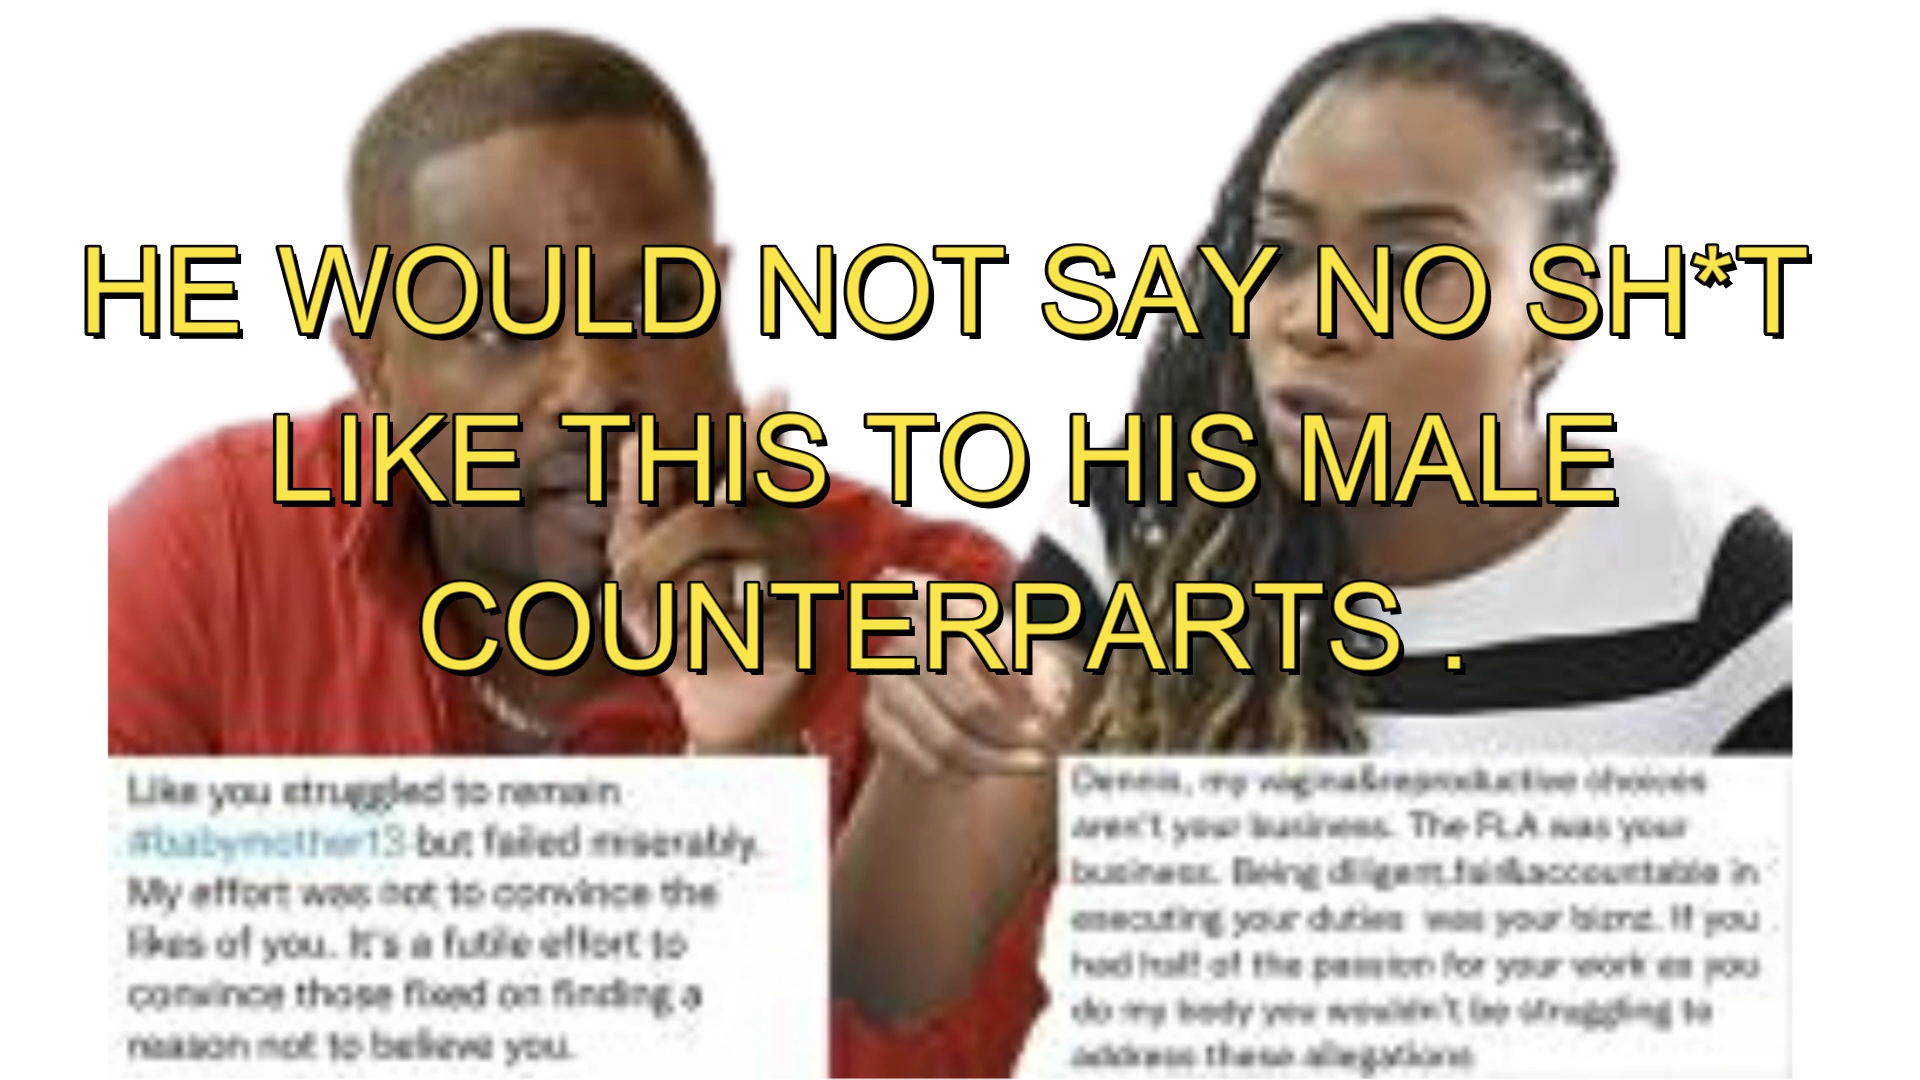 HE WOULD NOT SAY NO SH*T
LIKE THIS TO HIS MALE
COUNTERPARTS .
Like you struggled to remain
#babymother13 but failed miserably.
My effort was not to convince the
likes of you. It's a futile effort to
convince those fixed on finding a
reason not to believe you.
Dennis, my vagina&reproductive choices
aren't your business. The FLA was your
business. Being diligent,fair&accountable in
executing your duties was your bizniz. If you
had half of the passion for your work as you
do my body you wouldn't be struggling to
address these allegations